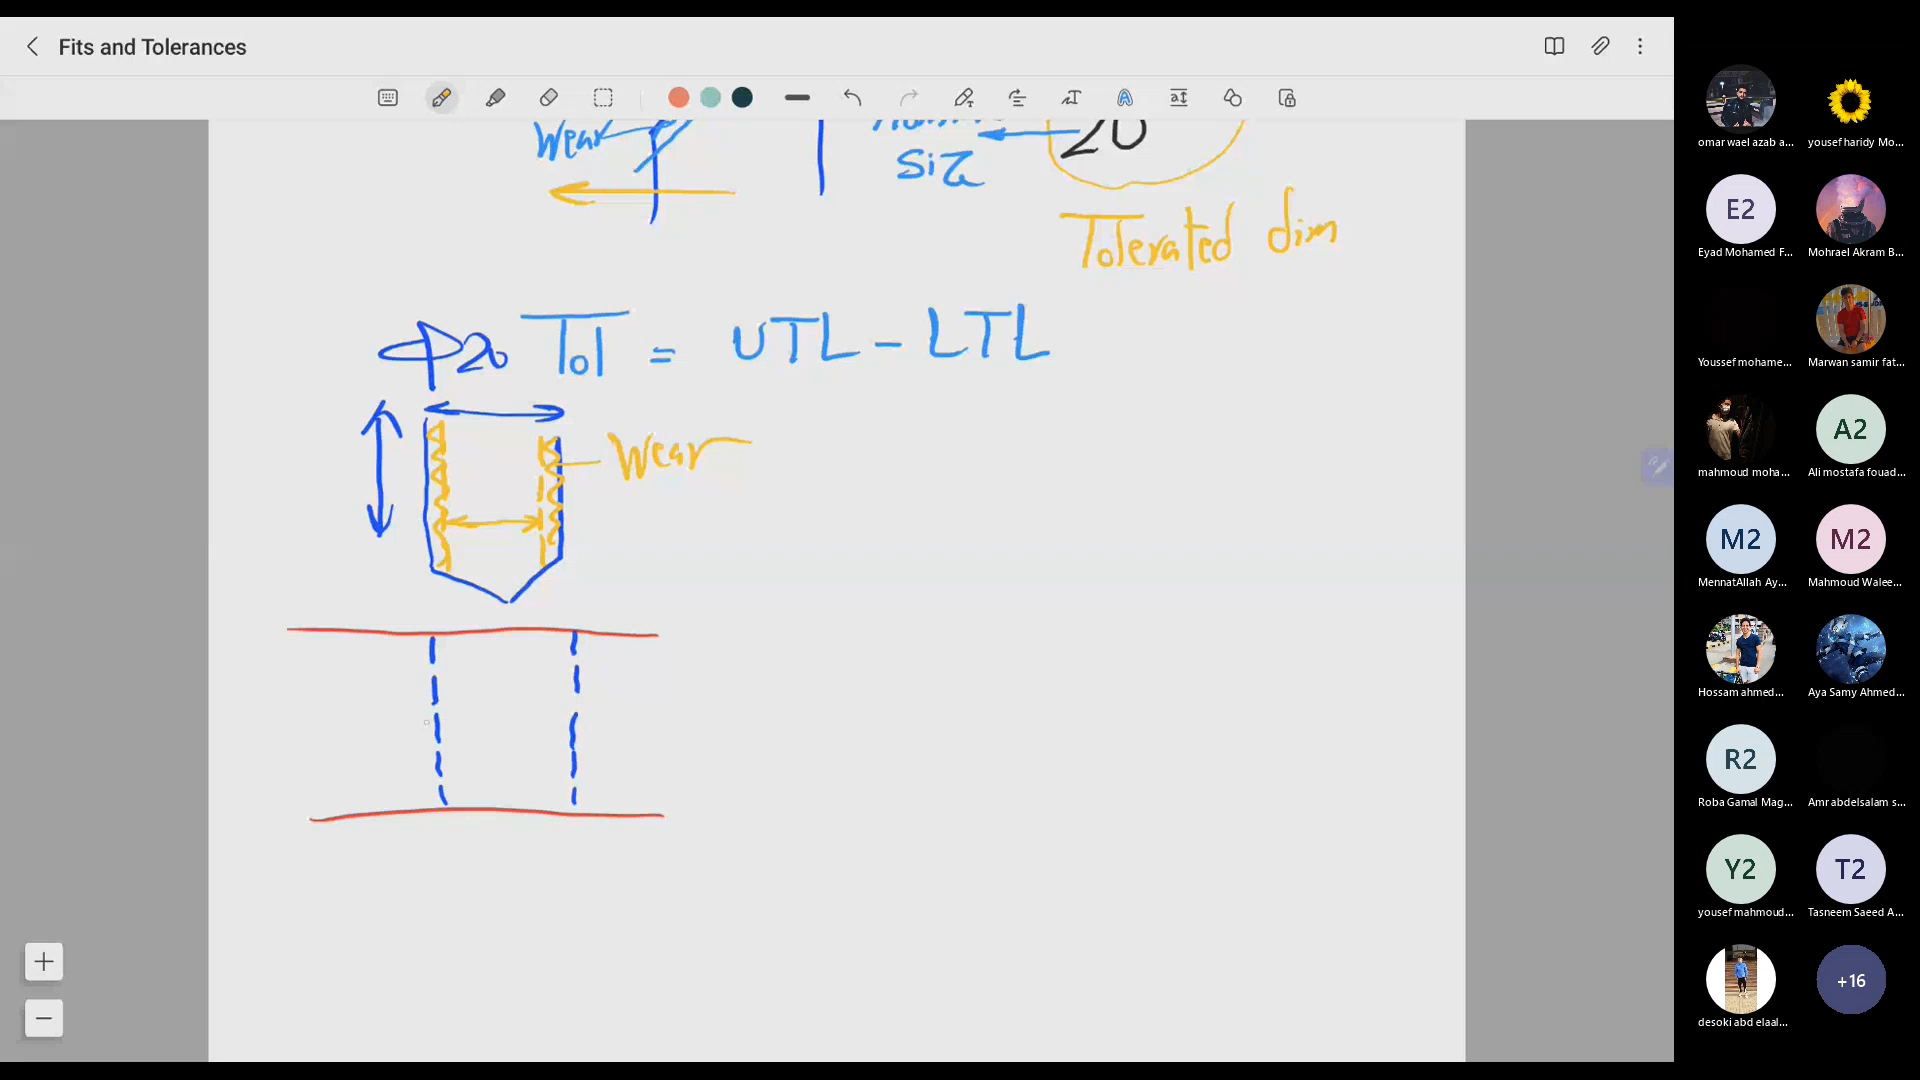 Fits and Tolerances
Wear
Size
20
Tolerated dim
Φ20 Tol = UTL - LTL
Wear
omar wael azab a...
yousef haridy Mo...
E2
Eyad Mohamed F...
Mohrael Akram B...
Youssef mohame...
Marwan samir fat...
mahmoud moha...
A2
Ali mostafa fouad...
M2
MennatAllah Ay...
M2
Mahmoud Walee...
Hossam ahmed...
Aya Samy Ahmed...
R2
Roba Gamal Mag...
Amr abdelsalam s...
Y2
yousef mahmoud...
T2
Tasneem Saeed A...
desoki abd elaal...
+16